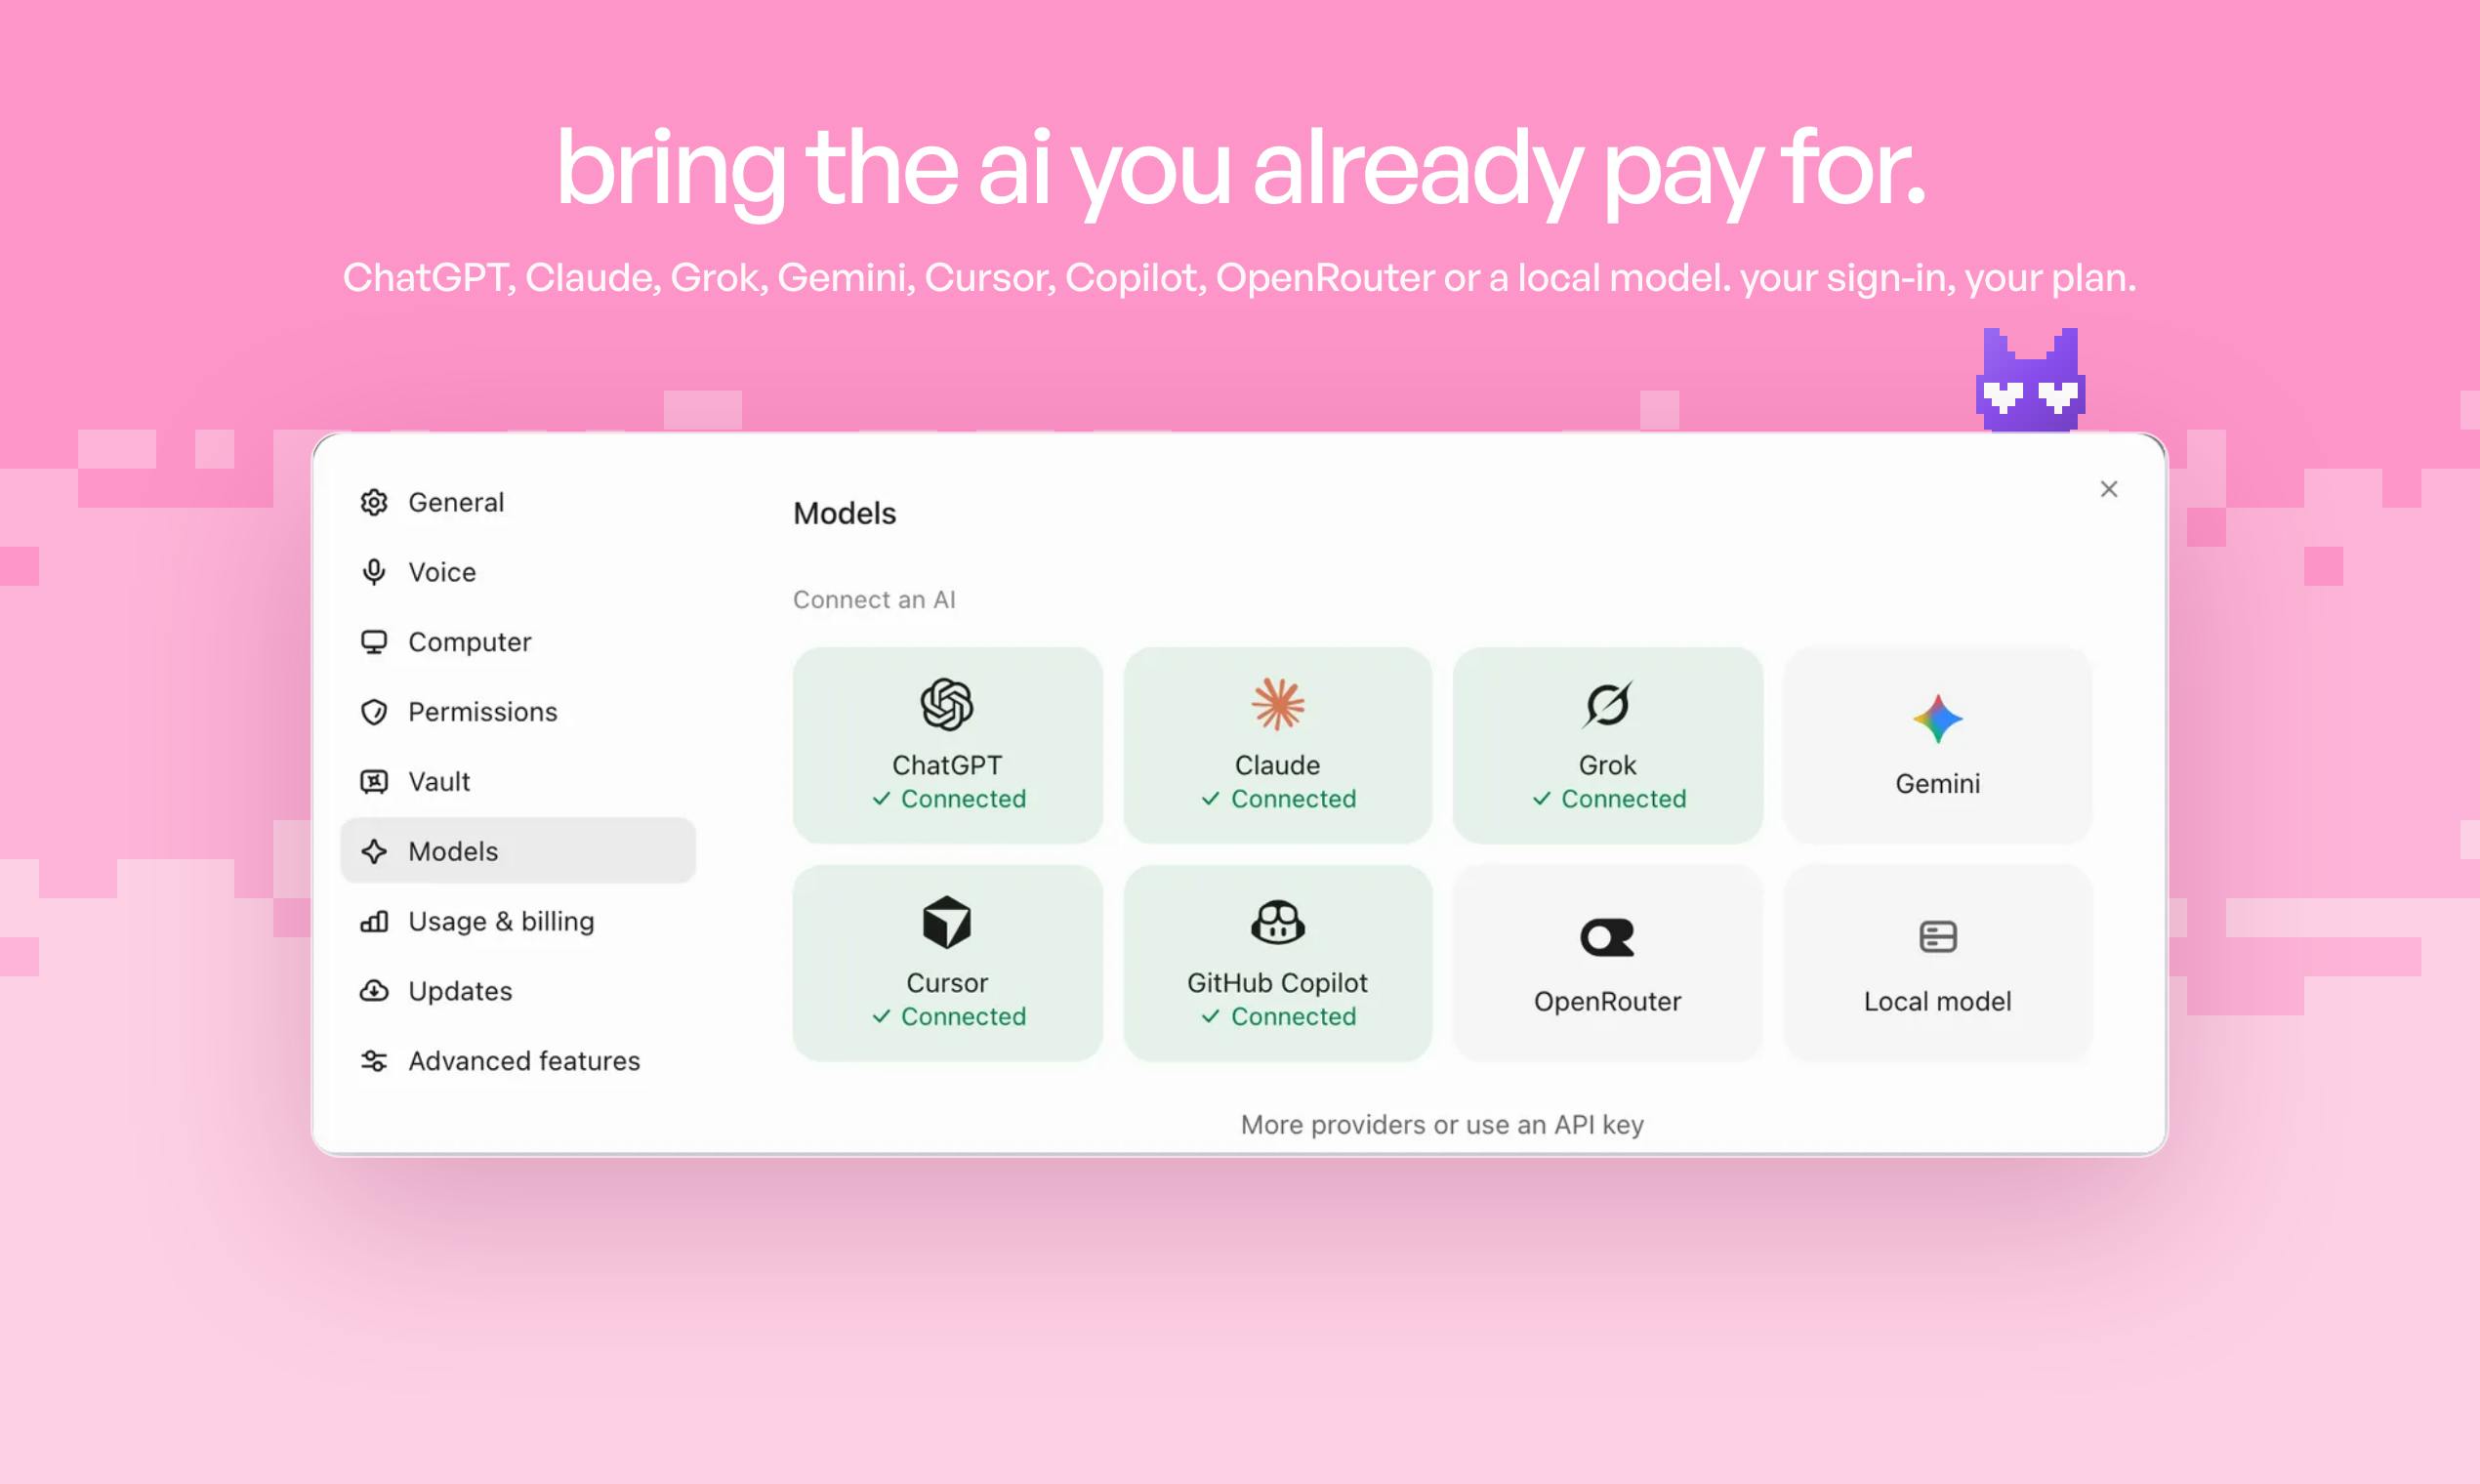 bring the ai you already pay for.
ChatGPT, Claude, Grok, Gemini, Cursor, Copilot, OpenRouter or a local model. your sign-in, your plan.
General
Voice
Computer
Permissions
Vault
Models
Usage & billing
Updates
Advanced features
Models
Connect an AI
ChatGPT
Connected
Claude
Connected
Grok
Connected
Gemini
Cursor
Connected
GitHub Copilot
Connected
OpenRouter
Local model
More providers or use an API key